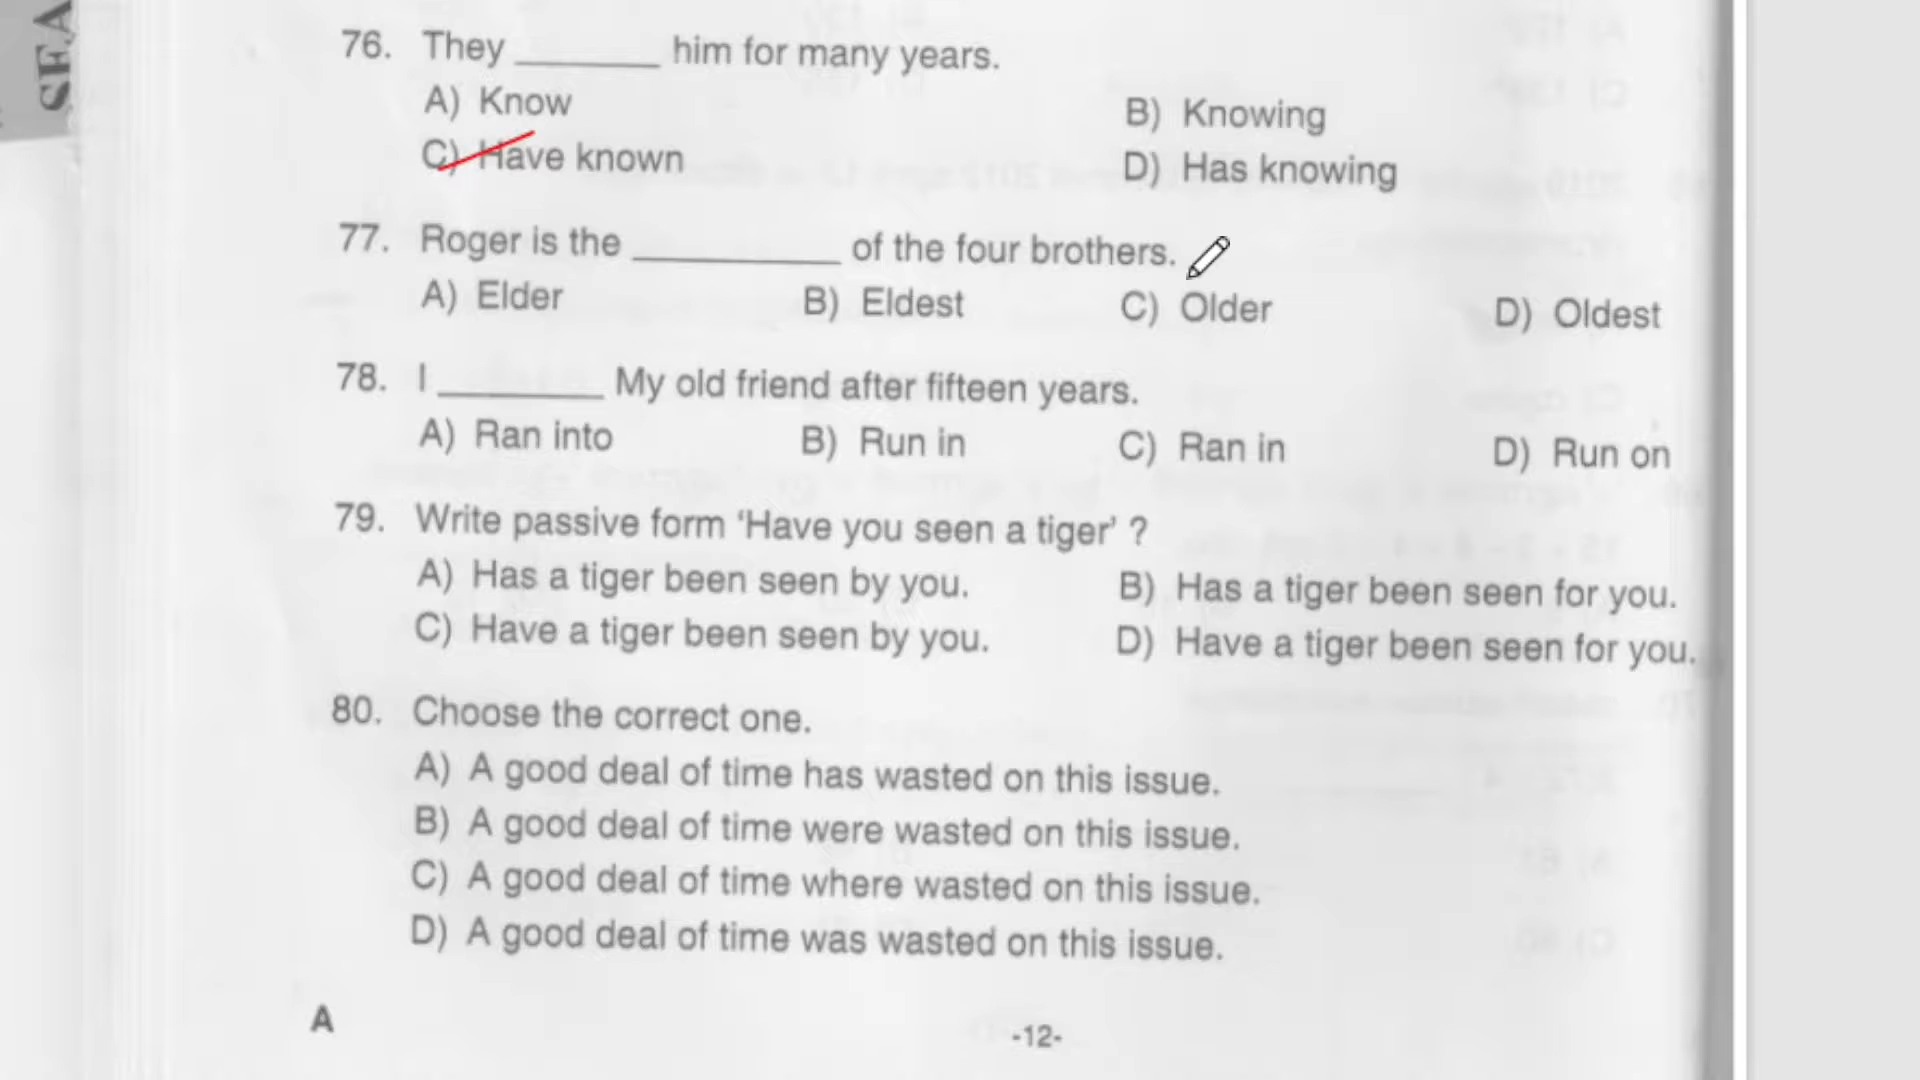 SEA
76. They ________ him for many years.
A) Know B) Knowing
C) Have known D) Has knowing
77. Roger is the ____________ of the four brothers.
A) Elder B) Eldest C) Older D) Oldest
78. I __________ My old friend after fifteen years.
A) Ran into B) Run in C) Ran in D) Run on
79. Write passive form ‘Have you seen a tiger’ ?
A) Has a tiger been seen by you. B) Has a tiger been seen for you.
C) Have a tiger been seen by you. D) Have a tiger been seen for you.
80. Choose the correct one.
A) A good deal of time has wasted on this issue.
B) A good deal of time were wasted on this issue.
C) A good deal of time where wasted on this issue.
D) A good deal of time was wasted on this issue.
A -12-